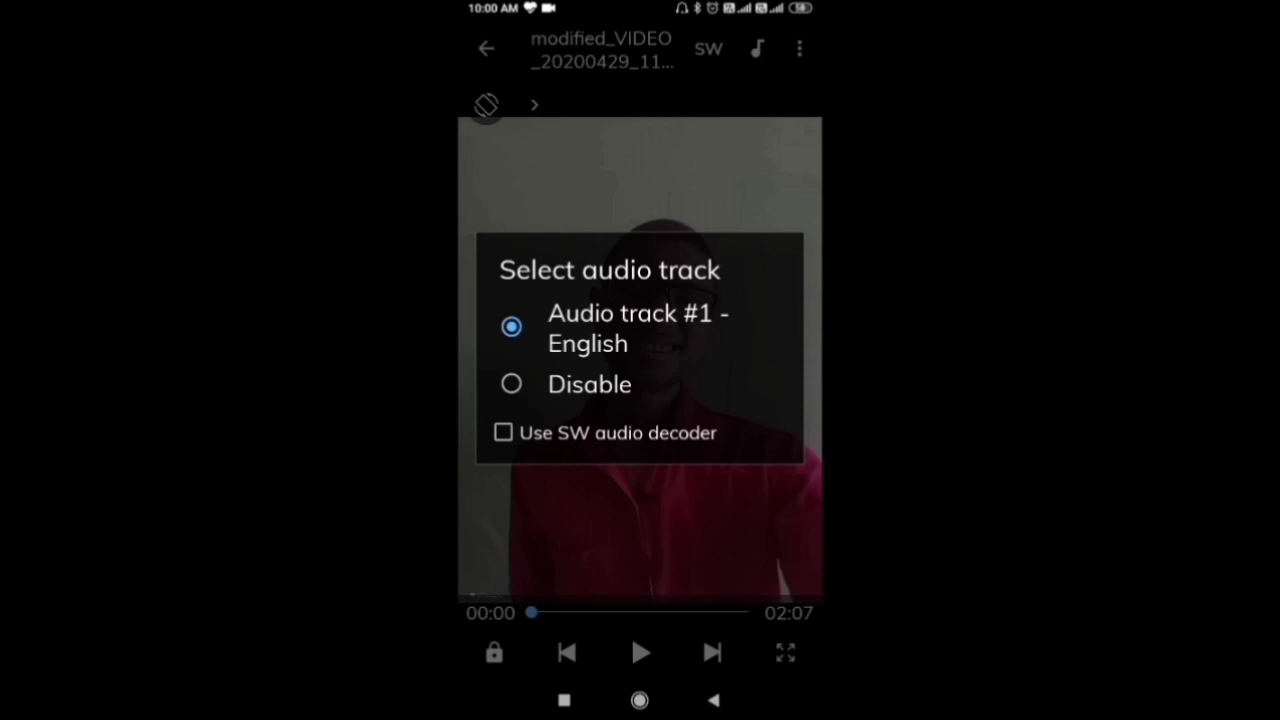 10:00 AM
58
modified_VIDEO
_20200429_11...
SW
Select audio track
Audio track #1 -
English
Disable
Use SW audio decoder
00:00
02:07